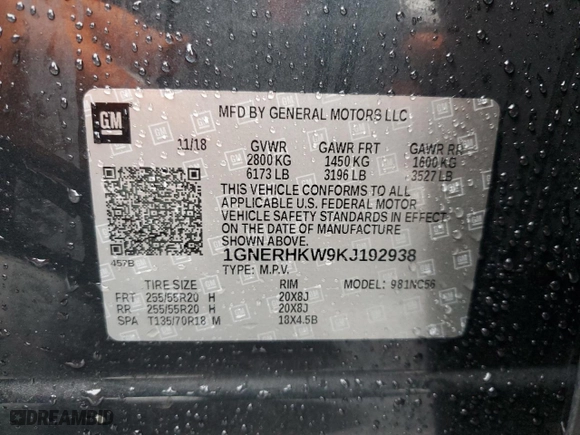 GM
MFD BY GENERAL MOTORS LLC
GVWR GAWR FRT GAWR RR
2800 KG 1450 KG 1600 KG
6173 LB 3196 LB 3527 LB
THIS VEHICLE CONFORMS TO ALL
APPLICABLE U.S. FEDERAL MOTOR
VEHICLE SAFETY STANDARDS IN EFFECT
ON THE DATE OF MANUFACTURE
SHOWN ABOVE.
1GNERHKW9KJ192938
457B
TYPE: M.P.V. MODEL: 981NC56
TIRE SIZE RIM
FRT 255/55R20 H 20X8J
RR 255/55R20 H 20X8J
SPA T135/70R18 M 18X4.5B
DREAMBID